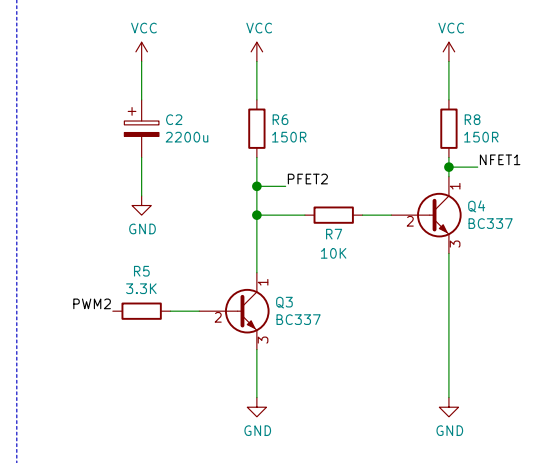 VCC
VCC
VCC
+
C2
2200u
R6
150R
R8
150R
NFET1
PFET2
1
Q4
BC337
2
3
R7
10K
GND
R5
3.3K
PWM2
1
Q3
BC337
2
3
GND
GND